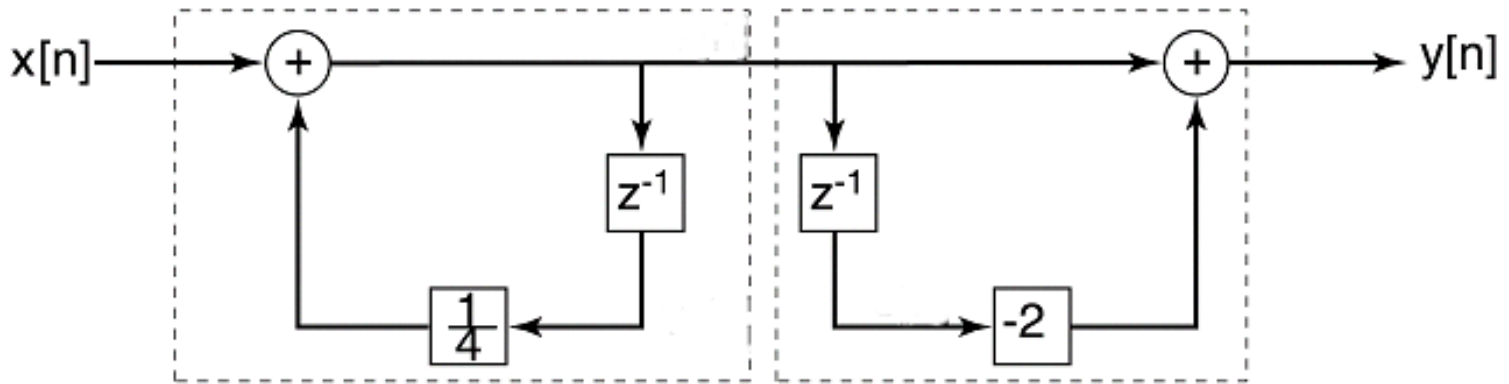 x[n] + + y[n]
z⁻¹ z⁻¹
1/4 -2